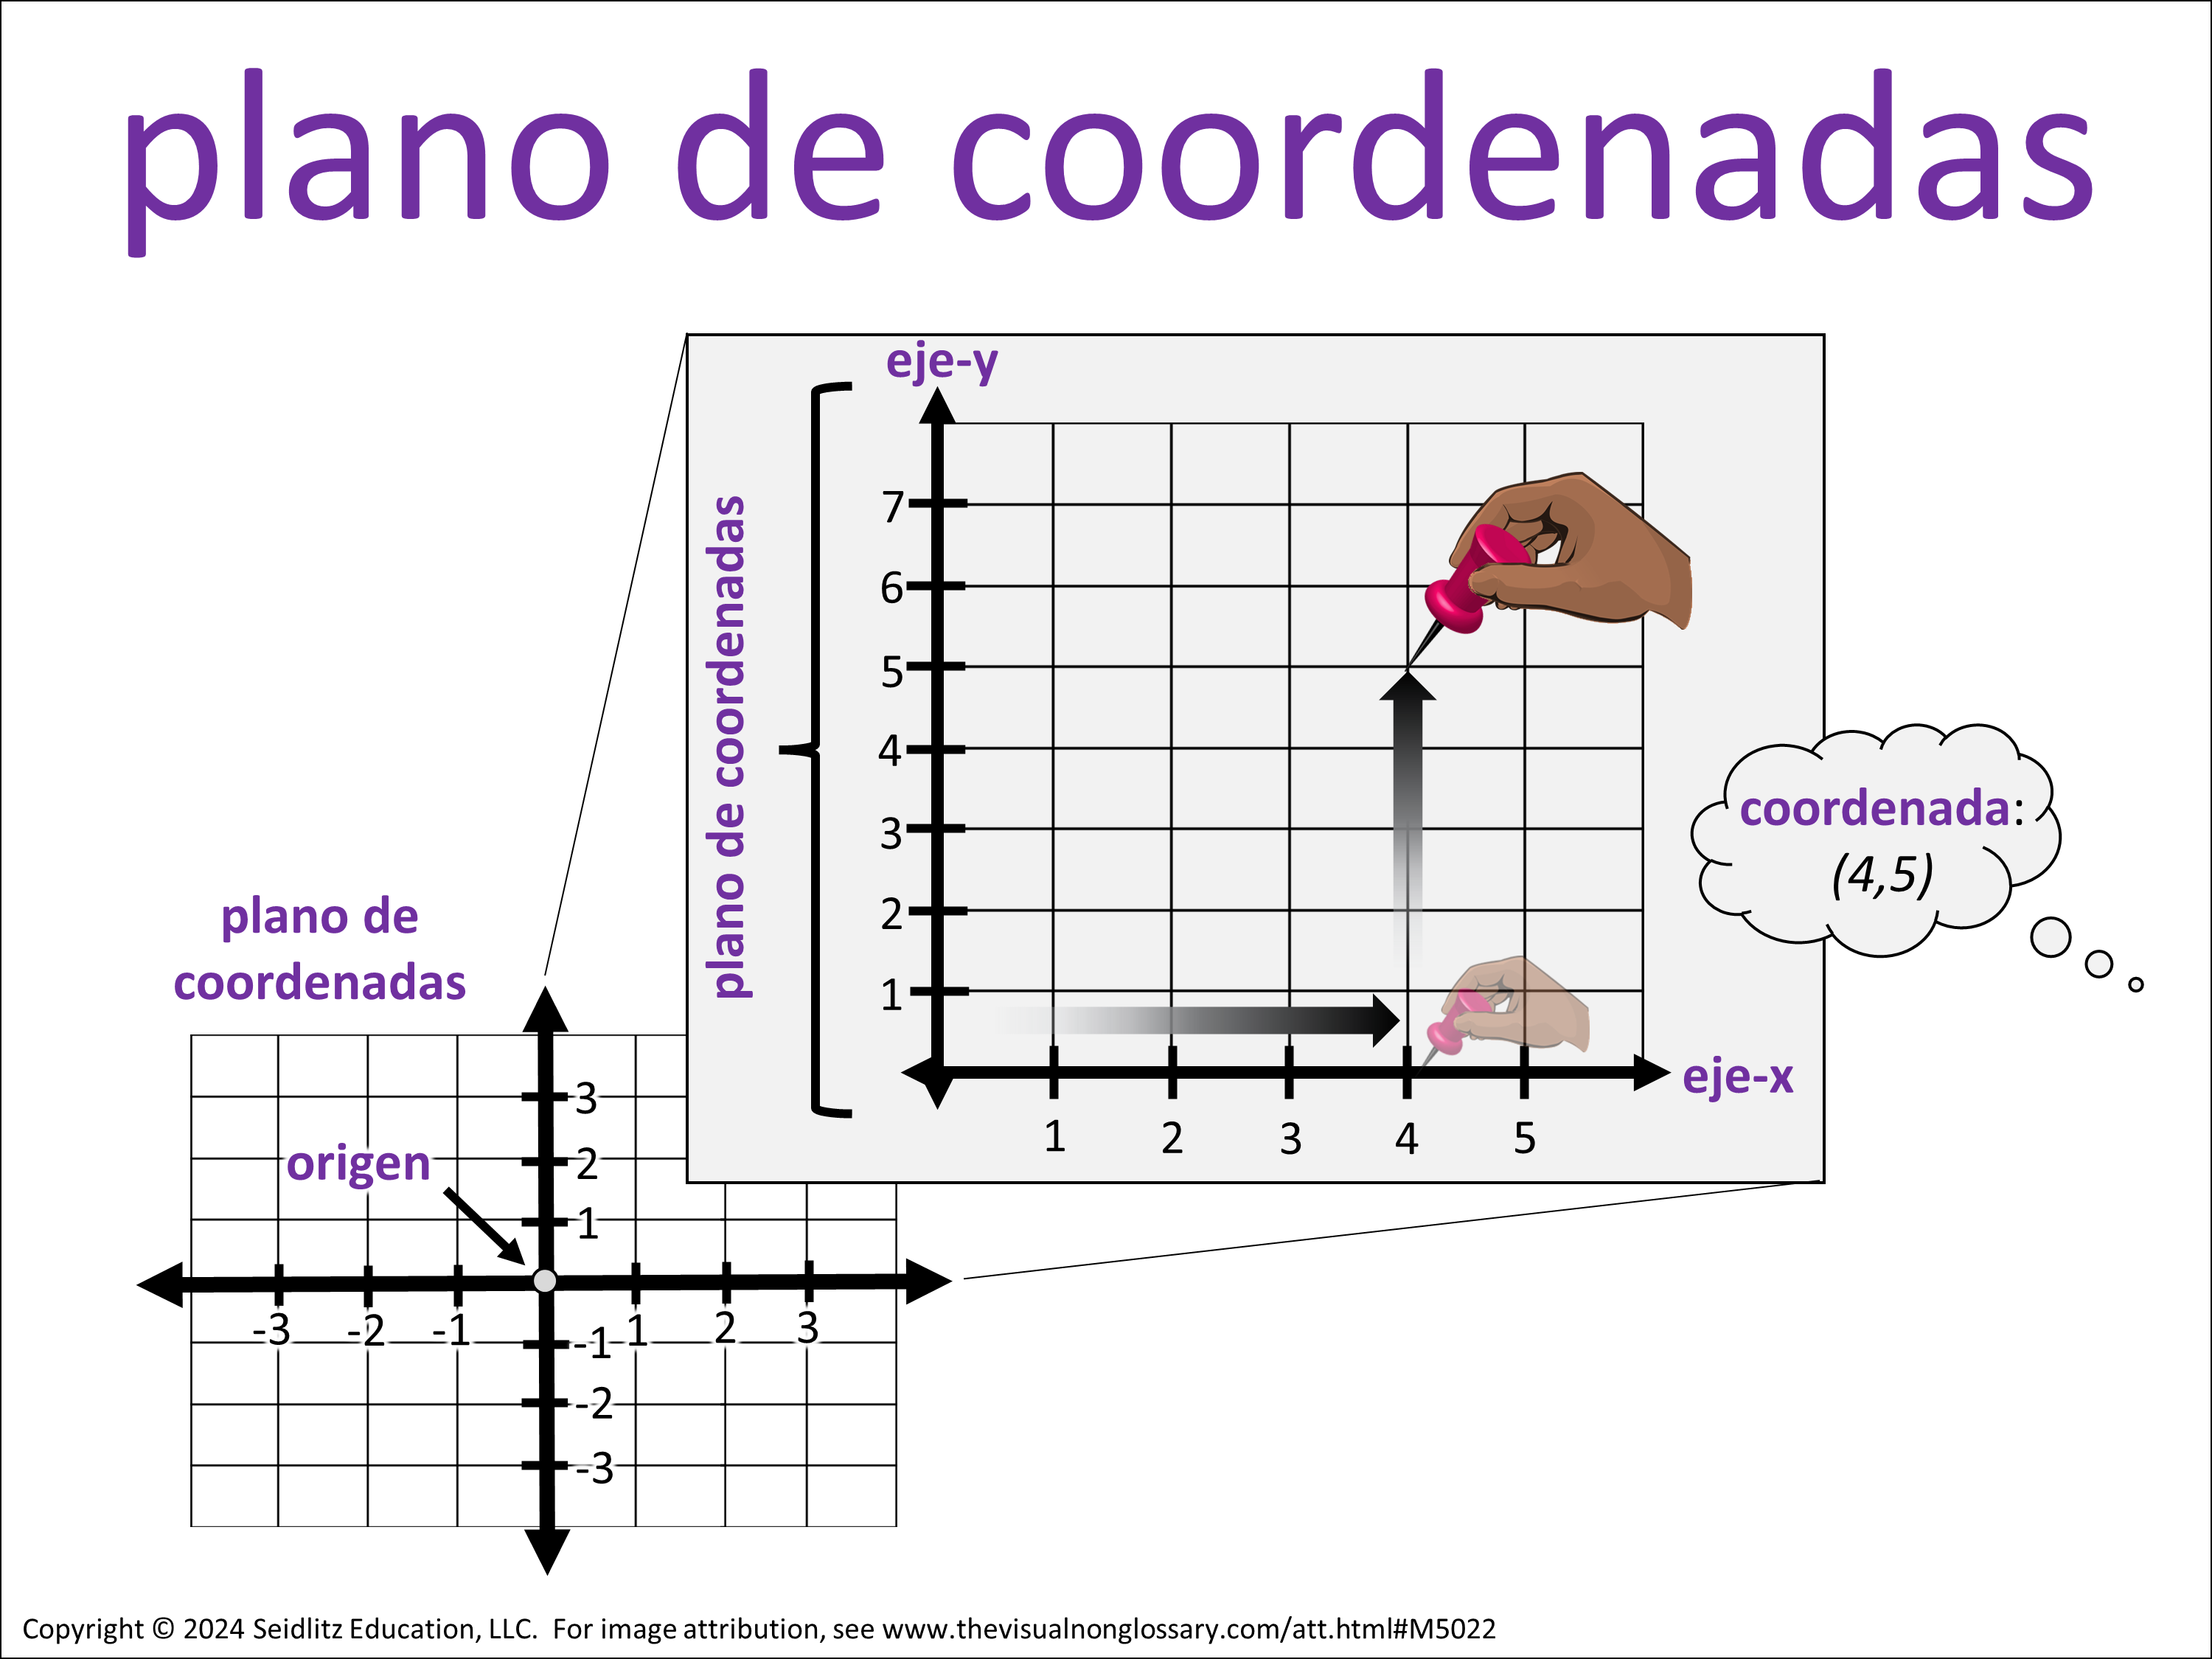 plano de coordenadas
eje-y
plano de coordenadas
7
6
5
4
3
2
1
eje-x
1 2 3 4 5
coordenada:
(4,5)
plano de
coordenadas
origen
3
2
1
-3 -2 -1 1 2 3
-1
-2
-3
Copyright © 2024 Seidlitz Education, LLC.  For image attribution, see www.thevisualnonglossary.com/att.html#M5022